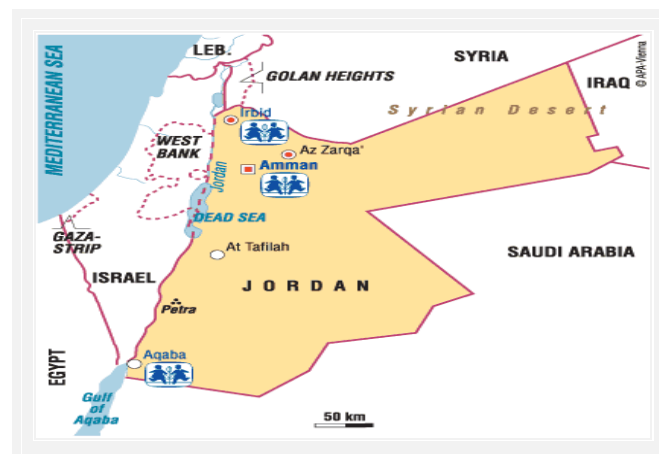 MEDITERRANEAN SEA
LEB.
SYRIA
© APA-Vienna
GOLAN HEIGHTS
IRAQ
Syrian Desert
Irbid
WEST
BANK
Az Zarqa'
Amman
Jordan
DEAD SEA
GAZA-
STRIP
At Tafilah
SAUDI ARABIA
ISRAEL
JORDAN
Petra
Aqaba
EGYPT
Gulf
of
Aqaba
50 km